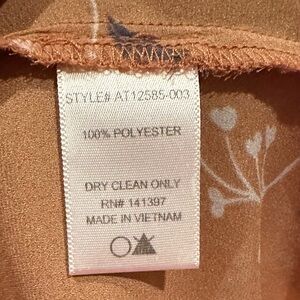 STYLE# AT12585-003
100% POLYESTER
DRY CLEAN ONLY
RN# 141397
MADE IN VIETNAM